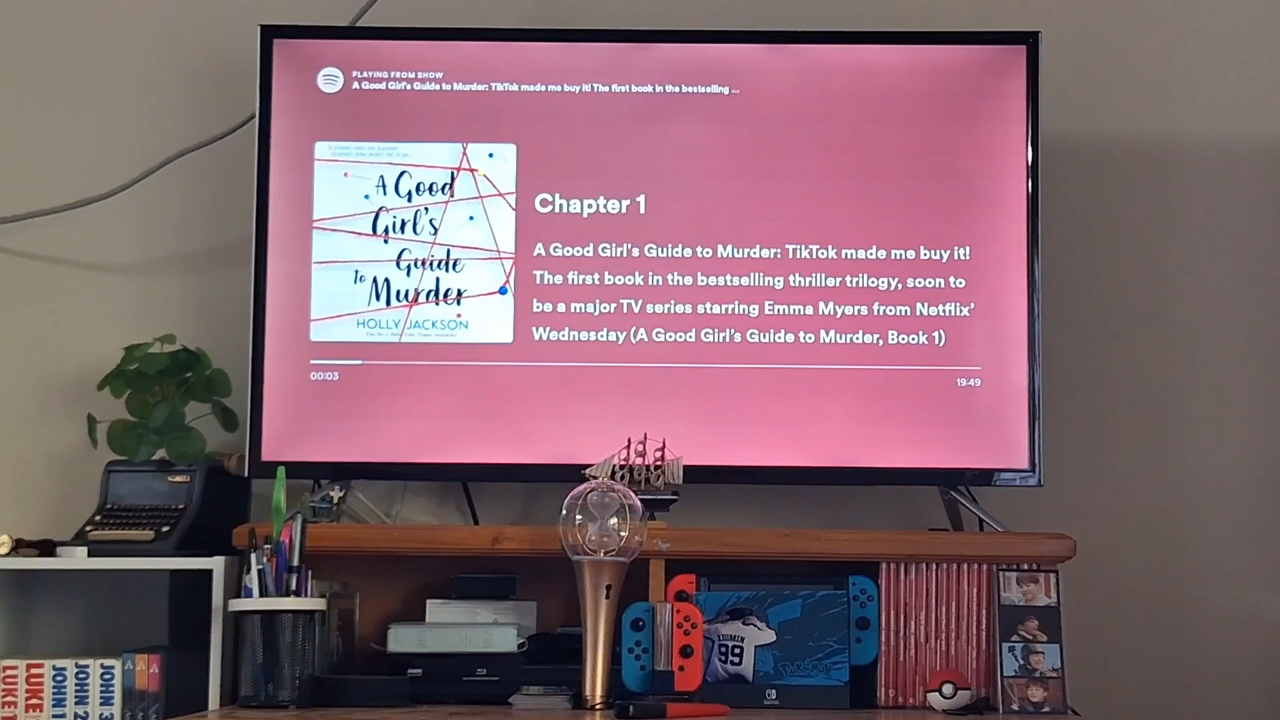 PLAYING FROM SHOW
A Good Girl's Guide to Murder: TikTok made me buy it! The first book in the bestselling ...
A Good
Girl's
Guide
to
Murder
HOLLY JACKSON
Chapter 1
A Good Girl's Guide to Murder: TikTok made me buy it!
The first book in the bestselling thriller trilogy, soon to
be a major TV series starring Emma Myers from Netflix'
Wednesday (A Good Girl's Guide to Murder, Book 1)
00:03
19:49
99
POKéMON
LUKE
LUKE
JOHN 1
JOHN 2
JOHN 3